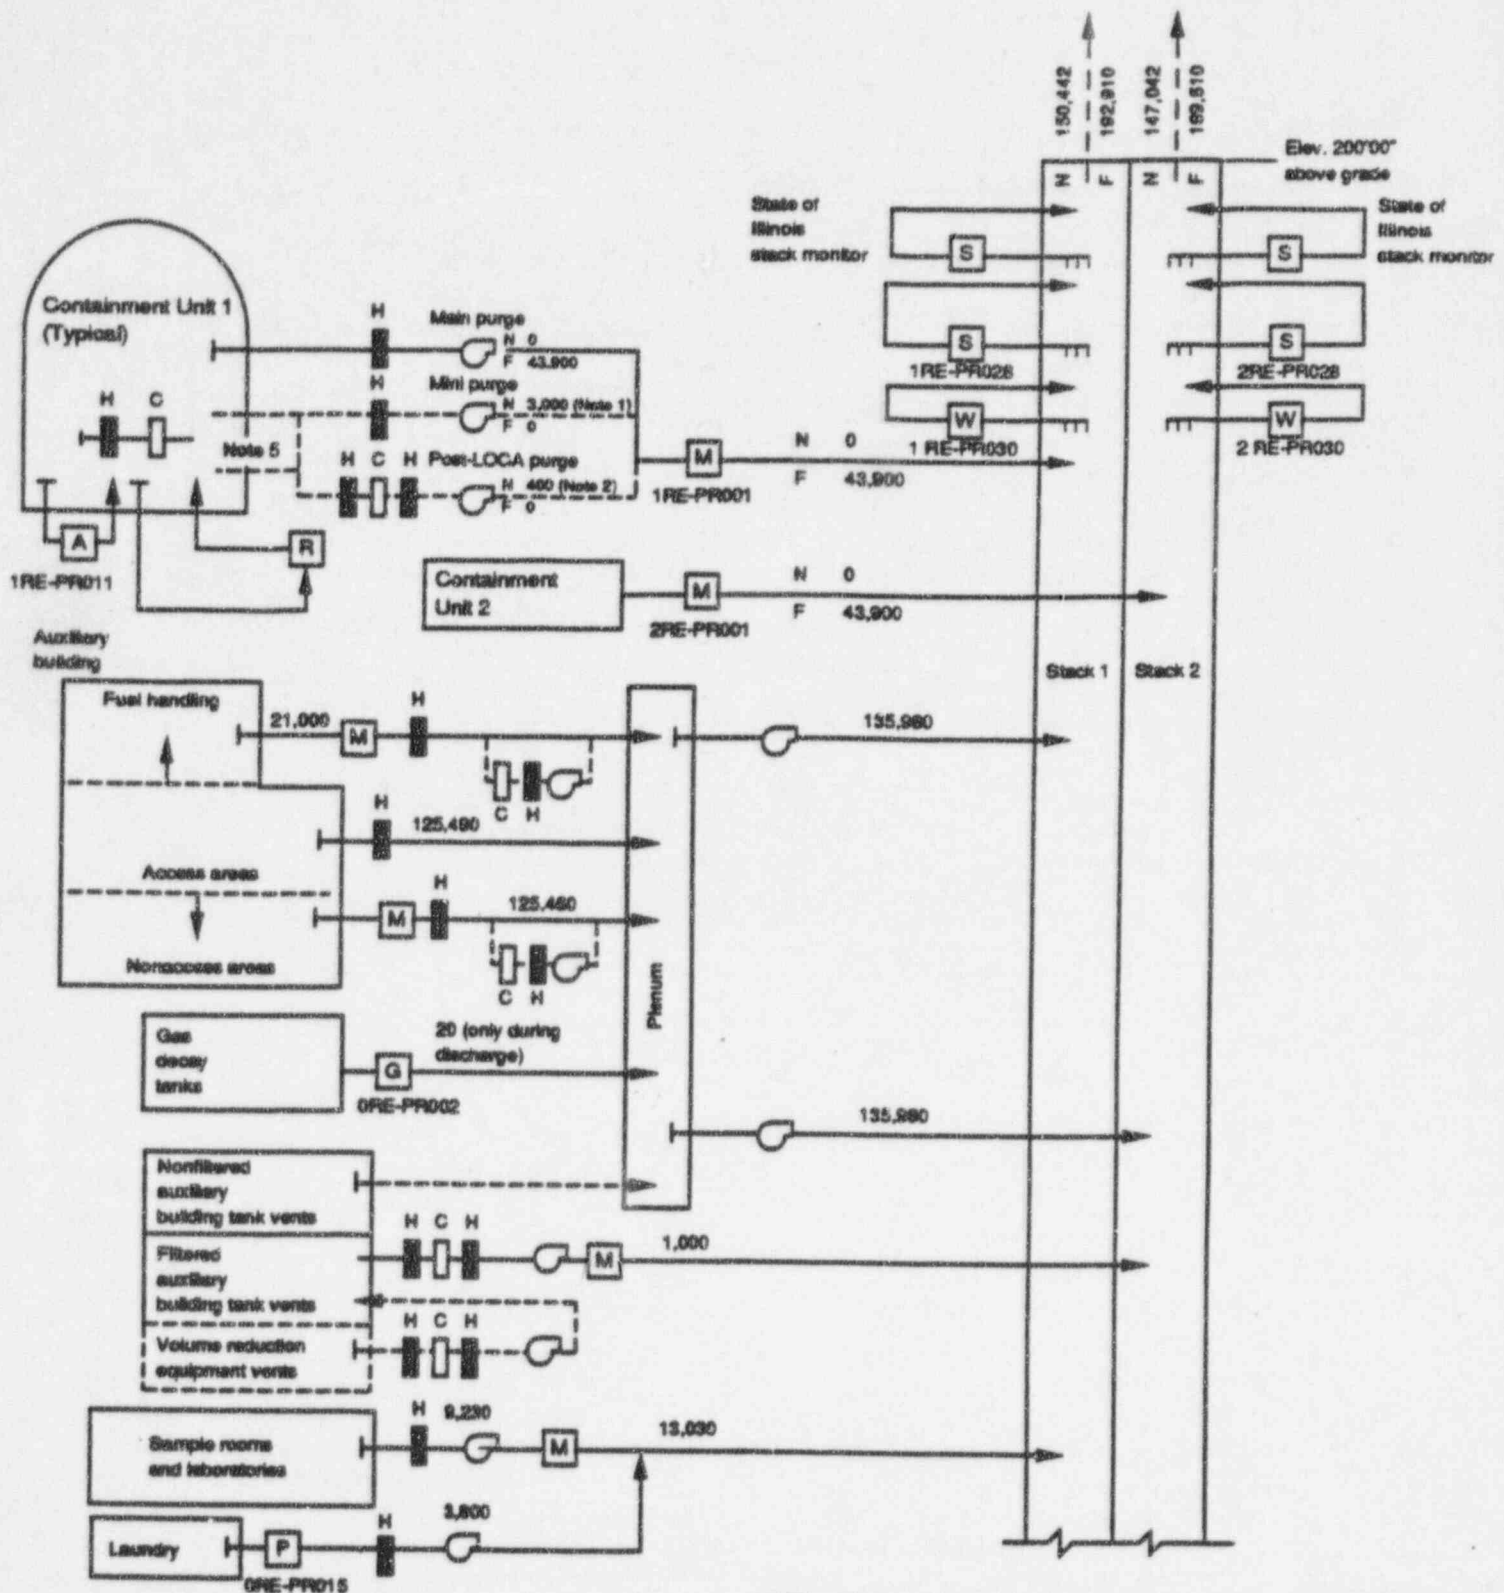 150,442
192,910
147,042
189,510
N
F
N
F
Elev. 200'00"
above grade
State of
Illinois
stack monitor
S
S
State of
Illinois
stack monitor
Containment Unit 1
(Typical)
H
Main purge
N 0
F 43,900
S
1RE-PR028
S
2RE-PR028
H
Mini purge
N 3,000 (Note 1)
F 0
H
C
Note 5
W
1 RE-PR030
W
2 RE-PR030
H
C
H
Post-LOCA purge
N 400 (Note 2)
F 0
M
1RE-PR001
N 0
F 43,900
A
1RE-PR011
R
Containment
Unit 2
M
2RE-PR001
N 0
F 43,900
Auxiliary
building
Stack 1
Stack 2
Fuel handling
21,000
M
H
135,980
C
H
H
Access areas
M
H
Nonaccess areas
C
H
Plenum
Gas
decay
tanks
G
0RE-PR002
20 (only during
discharge)
135,980
Nonfiltered
auxiliary
building tank vents
Filtered
auxiliary
building tank vents
H
C
H
M
1,000
Volume reduction
equipment vents
H
C
H
Sample rooms
and laboratories
H
9,230
M
13,030
Laundry
P
0RE-PR015
H
3,800